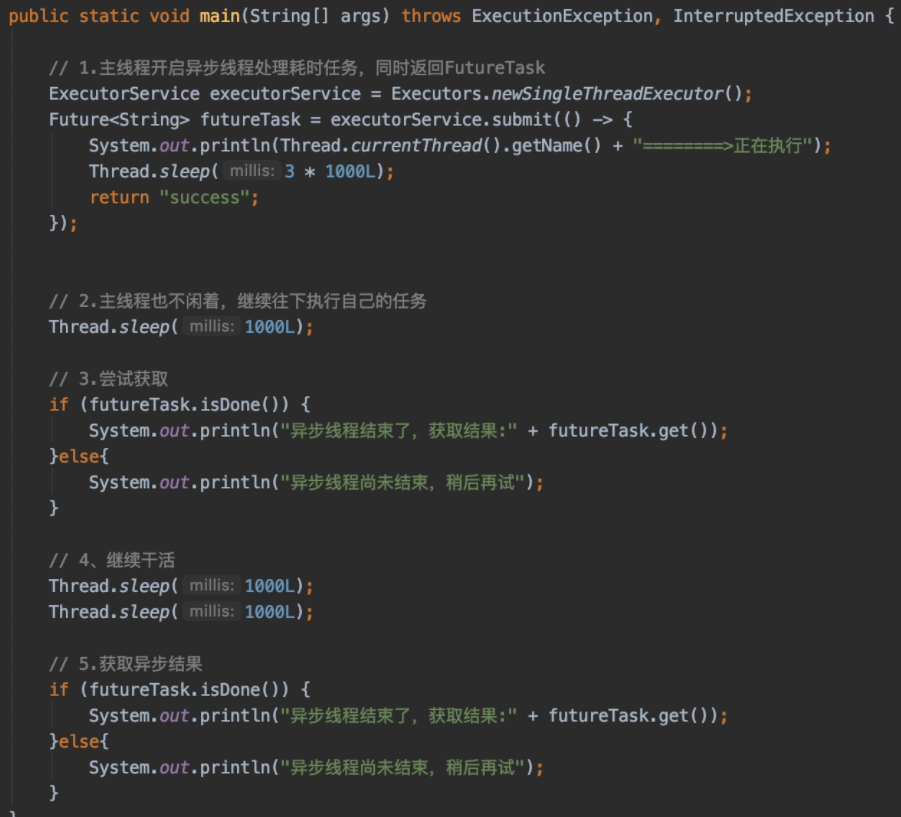 public static void main(String[] args) throws ExecutionException, InterruptedException {
// 1.主线程开启异步线程处理耗时任务，同时返回FutureTask
ExecutorService executorService = Executors.newSingleThreadExecutor();
Future<String> futureTask = executorService.submit(() -> {
System.out.println(Thread.currentThread().getName() + "========>正在执行");
Thread.sleep( millis: 3 * 1000L);
return "success";
});
// 2.主线程也不闲着，继续往下执行自己的任务
Thread.sleep( millis: 1000L);
// 3.尝试获取
if (futureTask.isDone()) {
System.out.println("异步线程结束了，获取结果:" + futureTask.get());
}else{
System.out.println("异步线程尚未结束，稍后再试");
}
// 4、继续干活
Thread.sleep( millis: 1000L);
Thread.sleep( millis: 1000L);
// 5.获取异步结果
if (futureTask.isDone()) {
System.out.println("异步线程结束了，获取结果:" + futureTask.get());
}else{
System.out.println("异步线程尚未结束，稍后再试");
}
}